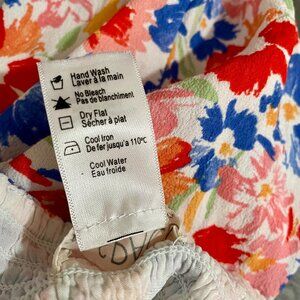 Hand Wash
Laver à la main
No Bleach
Pas de blanchiment
Dry Flat
Sécher à plat
Cool Iron
De fer jusqu'a 110°C
Cool Water
Eau froide